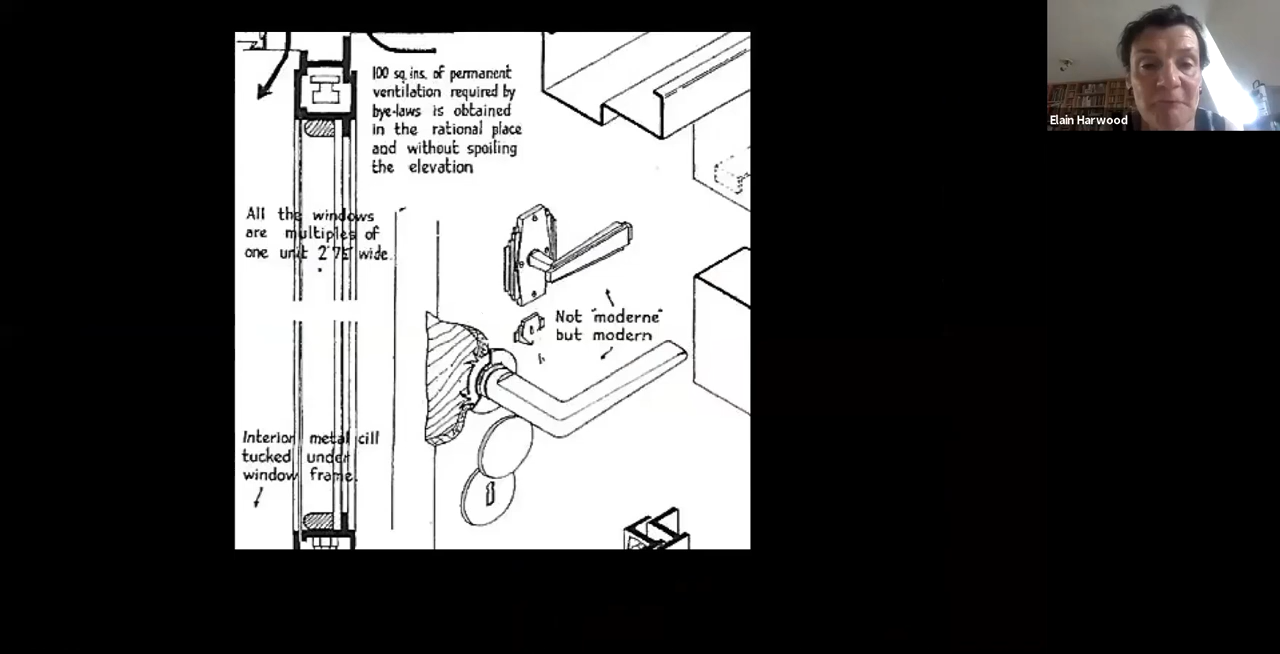 100 sq. ins. of permanent
ventilation required by
bye-laws is obtained
in the rational place
and without spoiling
the elevation
All the windows
are multiples of
one unit 2'75" wide.
Not "moderne"
but modern
Interior metal cill
tucked under
window frame.
Elain Harwood